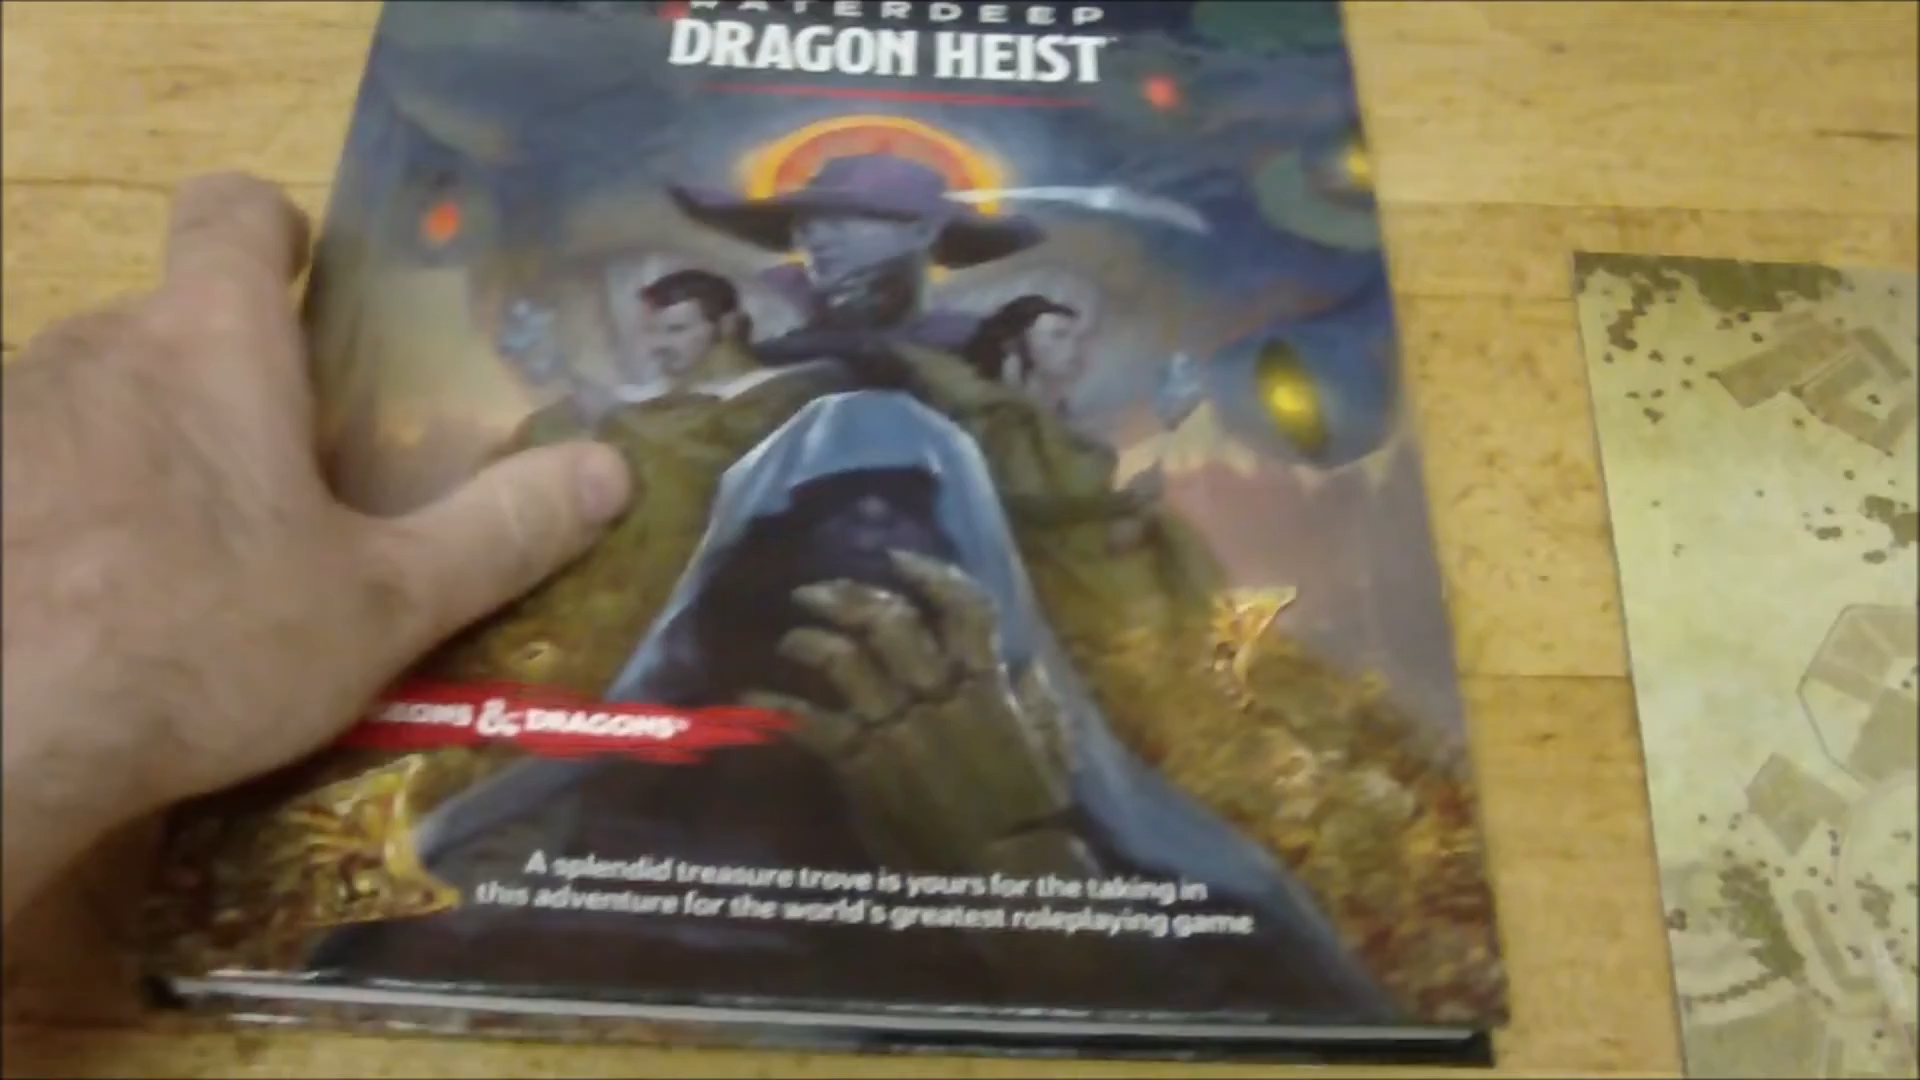 WATERDEEP
DRAGON HEIST
DUNGEONS & DRAGONS
A splendid treasure trove is yours for the taking in
this adventure for the world's greatest roleplaying game